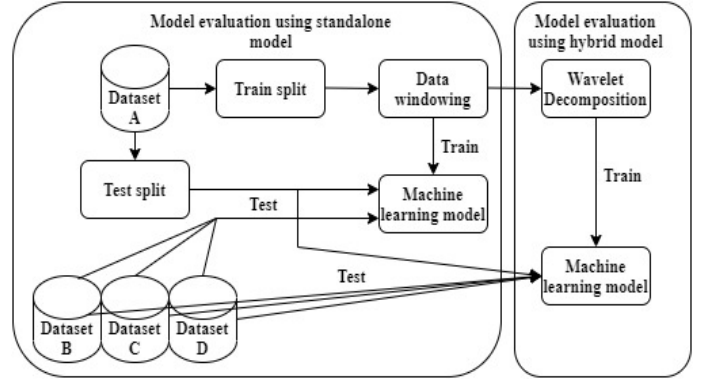 Model evaluation using standalone
model
Model evaluation
using hybrid model
Dataset
A
Train split
Data
windowing
Wavelet
Decomposition
Train
Train
Test split
Test
Machine
learning model
Test
Machine
learning model
Dataset
B
Dataset
C
Dataset
D